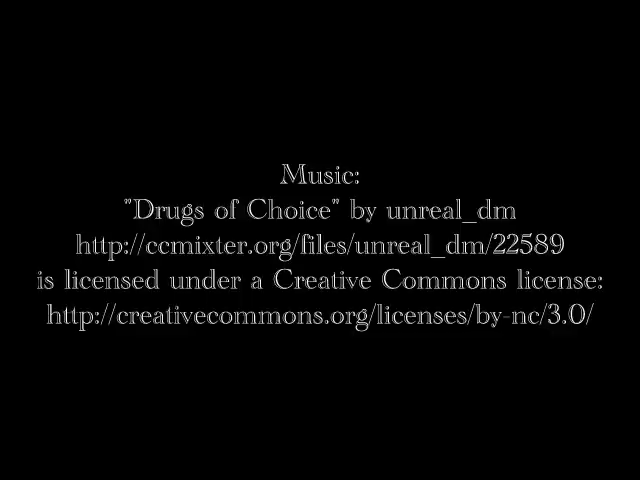 Music:
"Drugs of Choice" by unreal_dm
http://ccmixter.org/files/unreal_dm/22589
is licensed under a Creative Commons license:
http://creativecommons.org/licenses/by-nc/3.0/